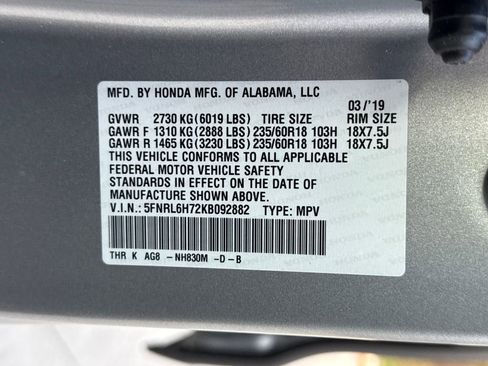 MFD. BY HONDA MFG. OF ALABAMA, LLC
03/'19
GVWR 2730 KG(6019 LBS) TIRE SIZE RIM SIZE
GAWR F 1310 KG(2888 LBS) 235/60R18 103H 18X7.5J
GAWR R 1465 KG(3230 LBS) 235/60R18 103H 18X7.5J
THIS VEHICLE CONFORMS TO ALL APPLICABLE
FEDERAL MOTOR VEHICLE SAFETY
STANDARDS IN EFFECT ON THE DATE OF
MANUFACTURE SHOWN ABOVE.
V.I.N.: 5FNRL6H72KB092882 TYPE: MPV
THR K AG8 -NH830M -D-B